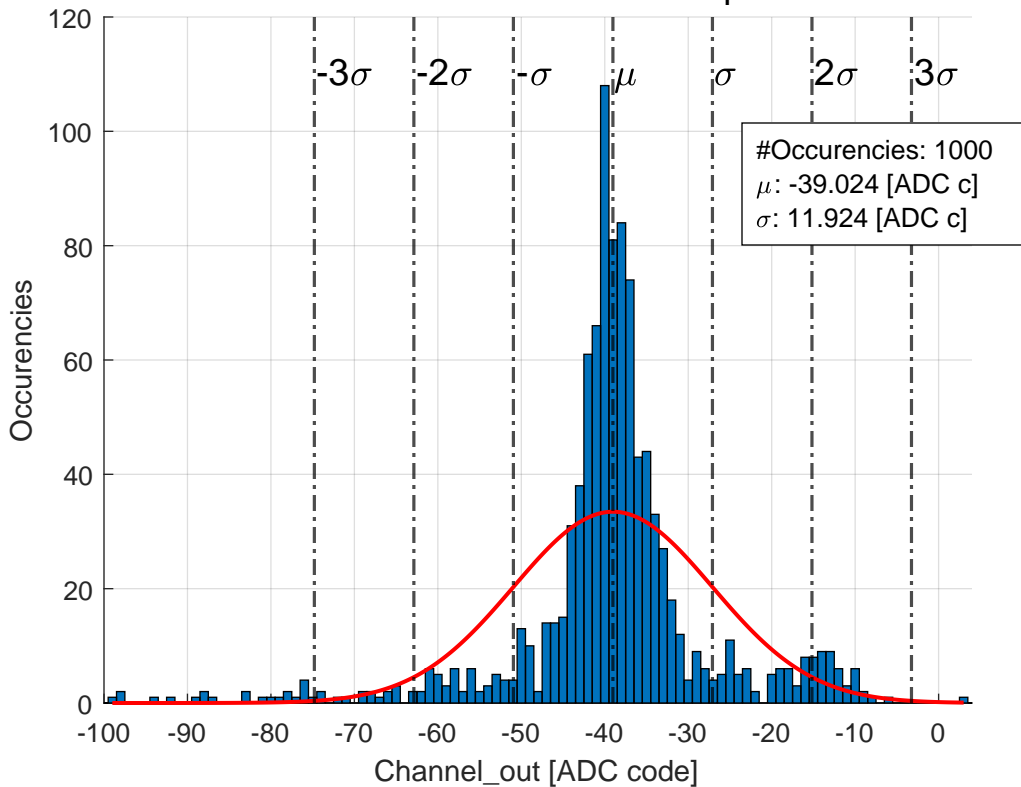 120
100
80
60
40
20
0
-3σ -2σ -σ μ σ 2σ 3σ
#Occurencies: 1000
μ: -39.024 [ADC c]
σ: 11.924 [ADC c]
Occurencies
-100 -90 -80 -70 -60 -50 -40 -30 -20 -10 0
Channel_out [ADC code]